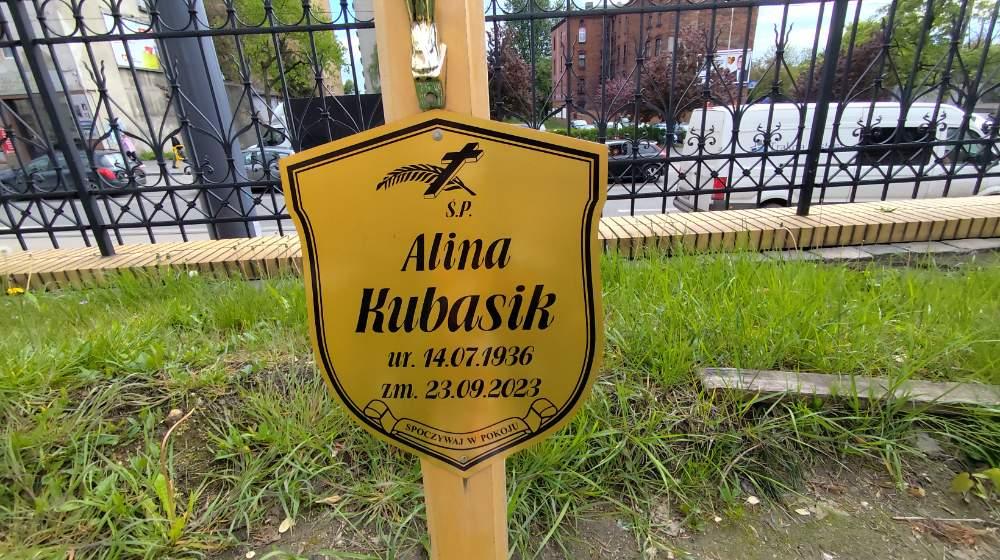 Ś.P.
Alina
Kubasik
ur. 14.07.1936
zm. 23.09.2023
SPOCZYWAJ W POKOJU